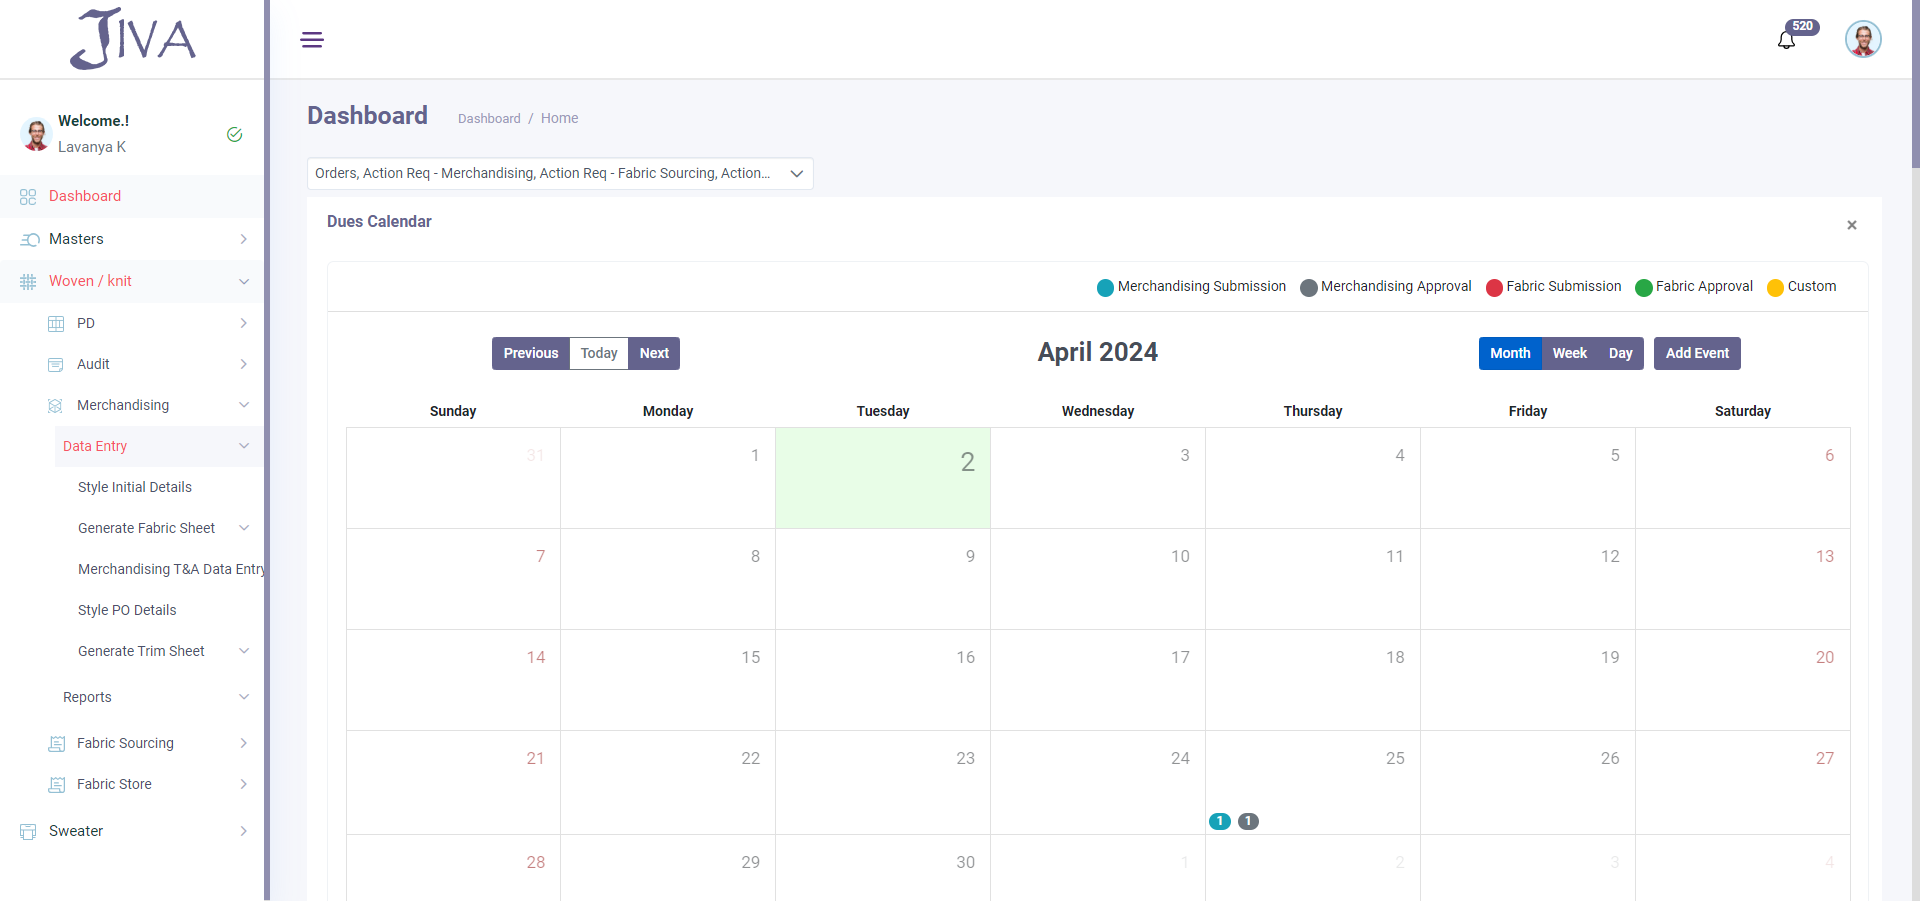 JIVA
520
Welcome.!
Lavanya K
Dashboard
Masters
Woven / knit
PD
Audit
Merchandising
Data Entry
Style Initial Details
Generate Fabric Sheet
Merchandising T&A Data Entry
Style PO Details
Generate Trim Sheet
Reports
Fabric Sourcing
Fabric Store
Sweater
Dashboard
Dashboard / Home
Orders, Action Req - Merchandising, Action Req - Fabric Sourcing, Action...
Dues Calendar
×
Merchandising Submission Merchandising Approval Fabric Submission Fabric Approval Custom
Previous Today Next
April 2024
Month Week Day Add Event
Sunday Monday Tuesday Wednesday Thursday Friday Saturday
31 1 2 3 4 5 6
7 8 9 10 11 12 13
14 15 16 17 18 19 20
21 22 23 24 25 26 27
1 1
28 29 30 1 2 3 4